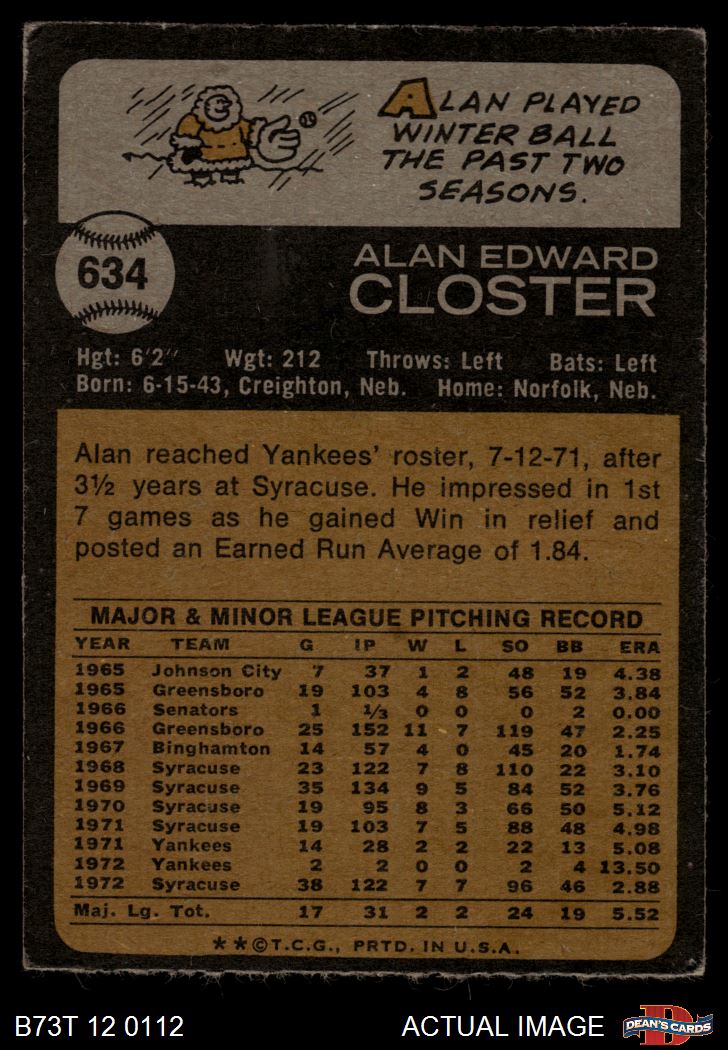 ALAN PLAYED
WINTER BALL
THE PAST TWO
SEASONS.
634
ALAN EDWARD
CLOSTER
Hgt: 6'2" Wgt: 212 Throws: Left Bats: Left
Born: 6-15-43, Creighton, Neb. Home: Norfolk, Neb.
Alan reached Yankees' roster, 7-12-71, after
3½ years at Syracuse. He impressed in 1st
7 games as he gained Win in relief and
posted an Earned Run Average of 1.84.
MAJOR & MINOR LEAGUE PITCHING RECORD
YEAR TEAM G IP W L SO BB ERA
1965 Johnson City 7 37 1 2 48 19 4.38
1965 Greensboro 19 103 4 8 56 52 3.84
1966 Senators 1 ⅓ 0 0 0 2 0.00
1966 Greensboro 25 152 11 7 119 47 2.25
1967 Binghamton 14 57 4 0 45 20 1.74
1968 Syracuse 23 122 7 8 110 22 3.10
1969 Syracuse 35 134 9 5 84 52 3.76
1970 Syracuse 19 95 8 3 66 50 5.12
1971 Syracuse 19 103 7 5 88 48 4.98
1971 Yankees 14 28 2 2 22 13 5.08
1972 Yankees 2 2 0 0 2 4 13.50
1972 Syracuse 38 122 7 7 96 46 2.88
Maj. Lg. Tot. 17 31 2 2 24 19 5.52
**©T.C.G., PRTD. IN U.S.A.
B73T 12 0112 ACTUAL IMAGE DEAN'S CARDS